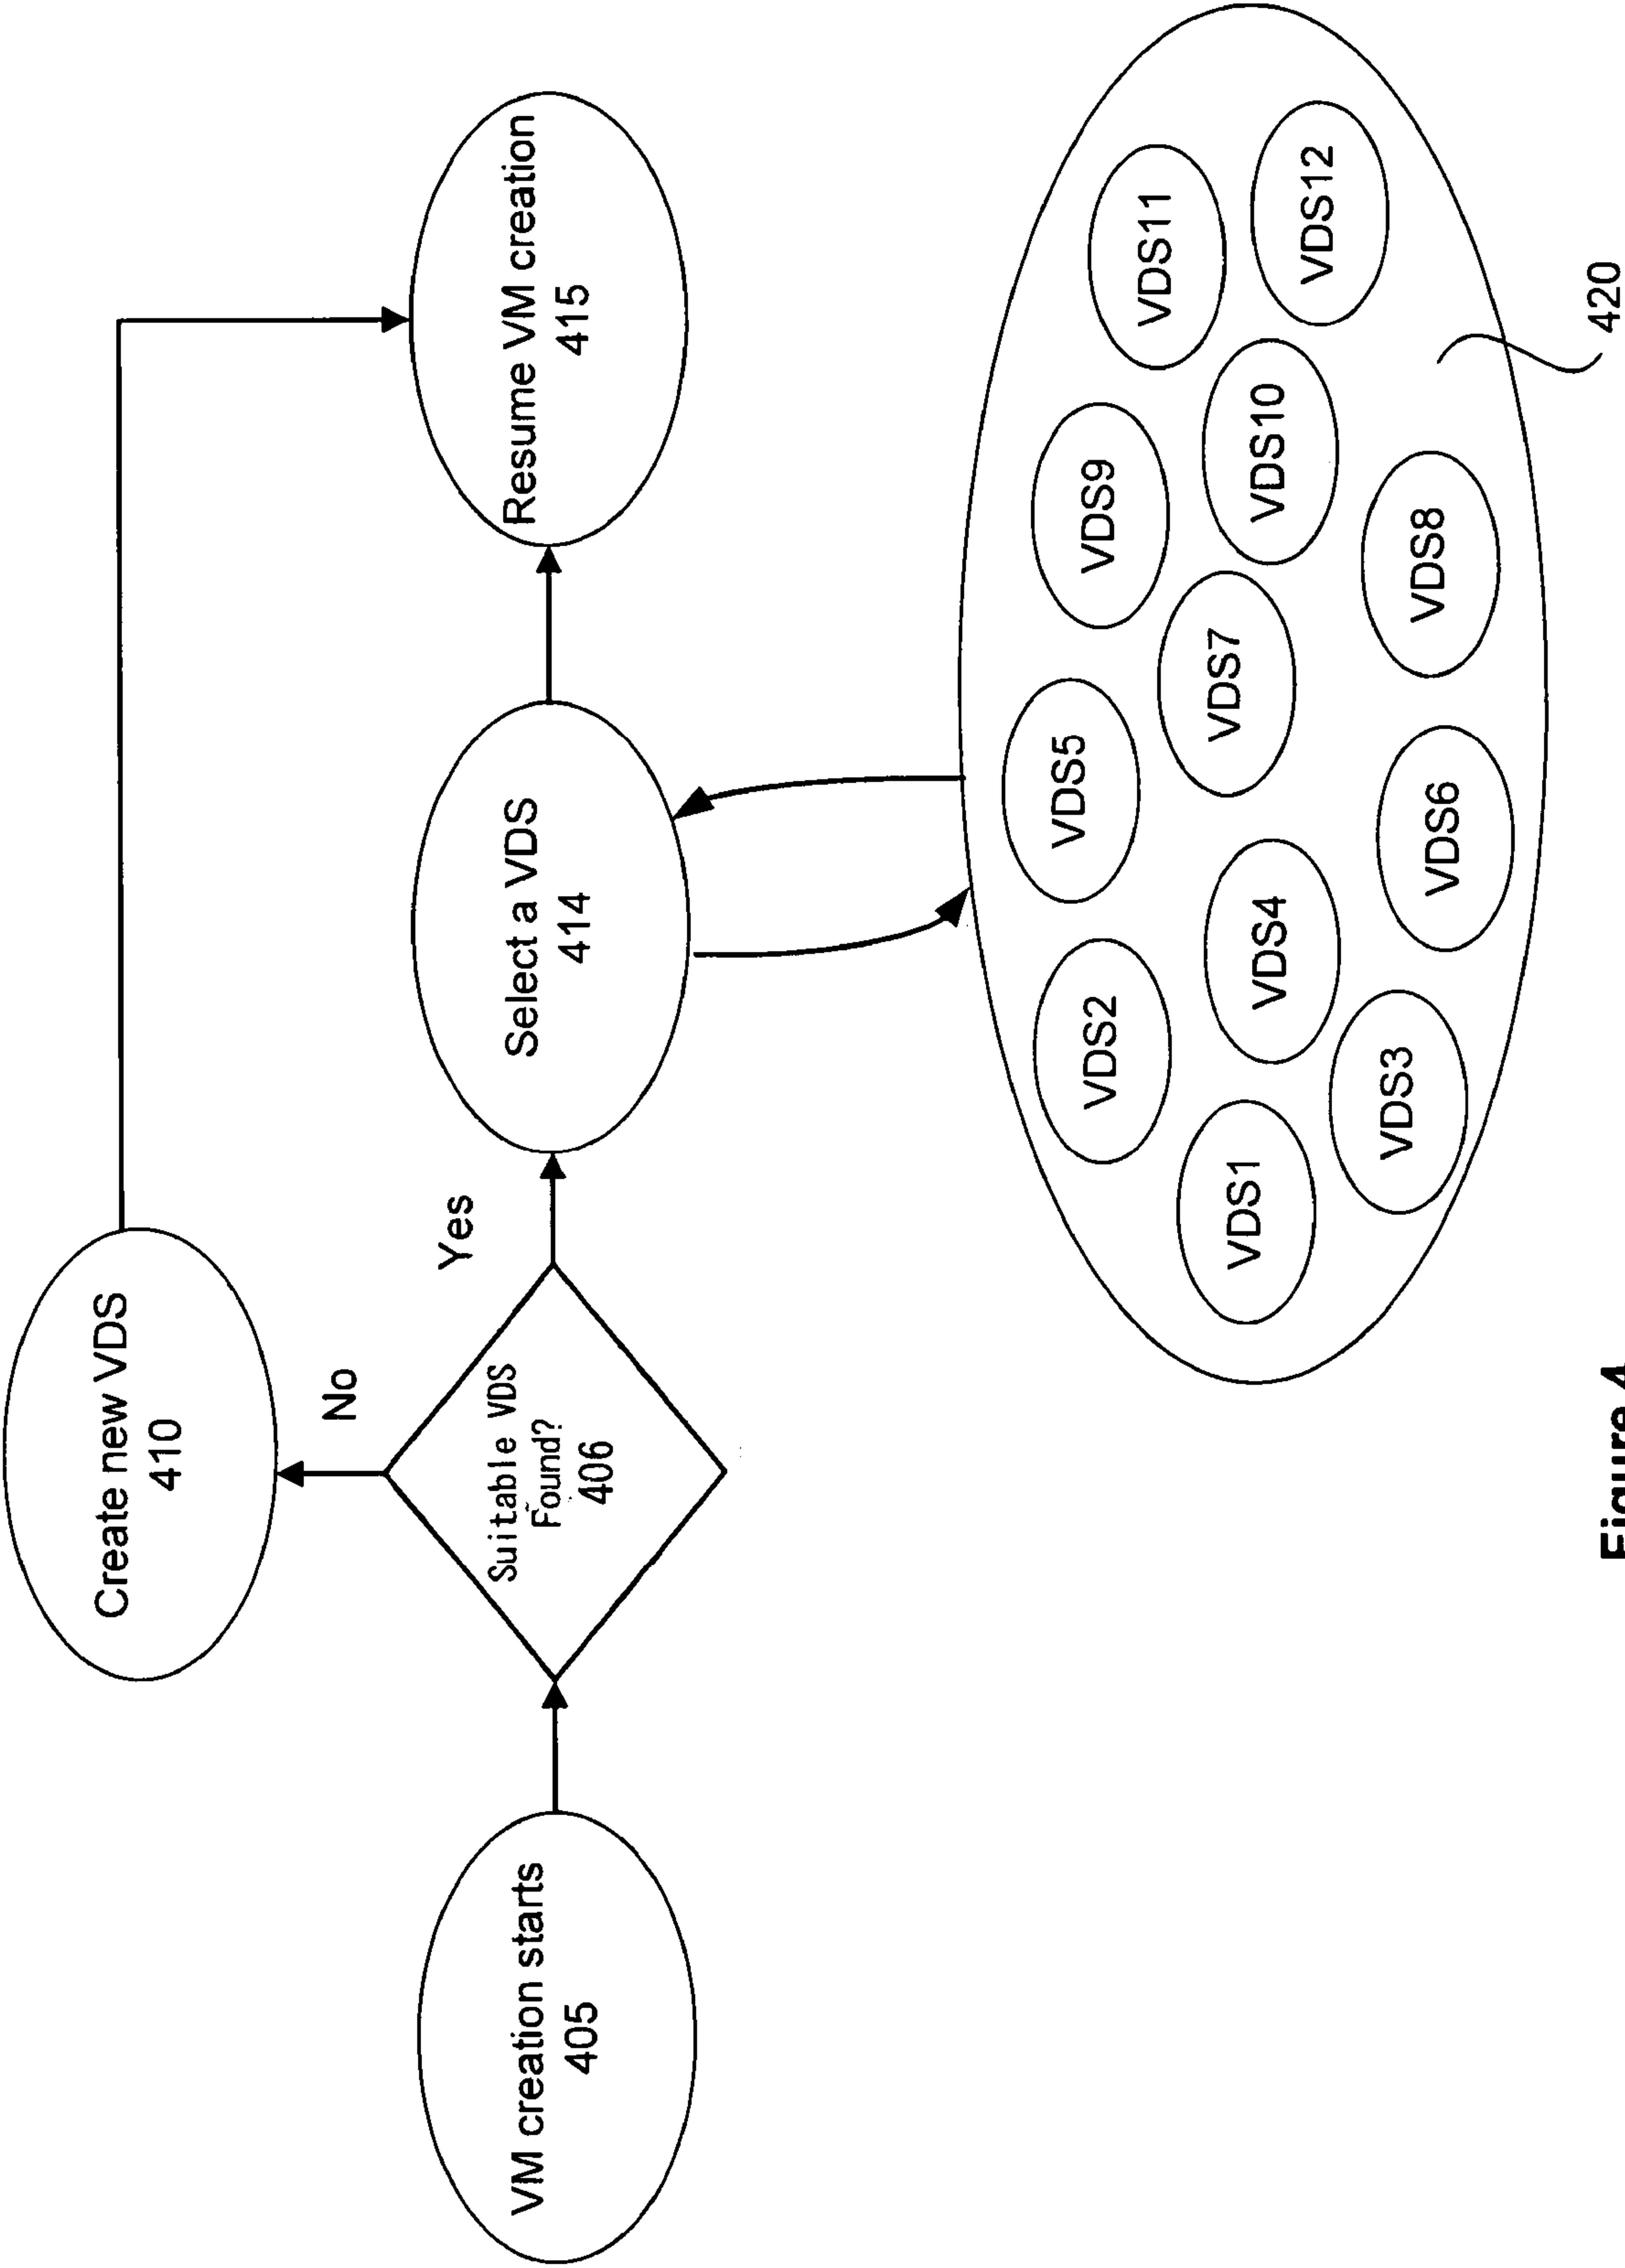 Create new VDS
410
No
Yes
VM creation starts
405
Suitable VDS
Found?
406
Select a VDS
414
Resume VM creation
415
VDS1
VDS2
VDS3
VDS4
VDS5
VDS6
VDS7
VDS8
VDS9
VDS10
VDS11
VDS12
420
Figure 4